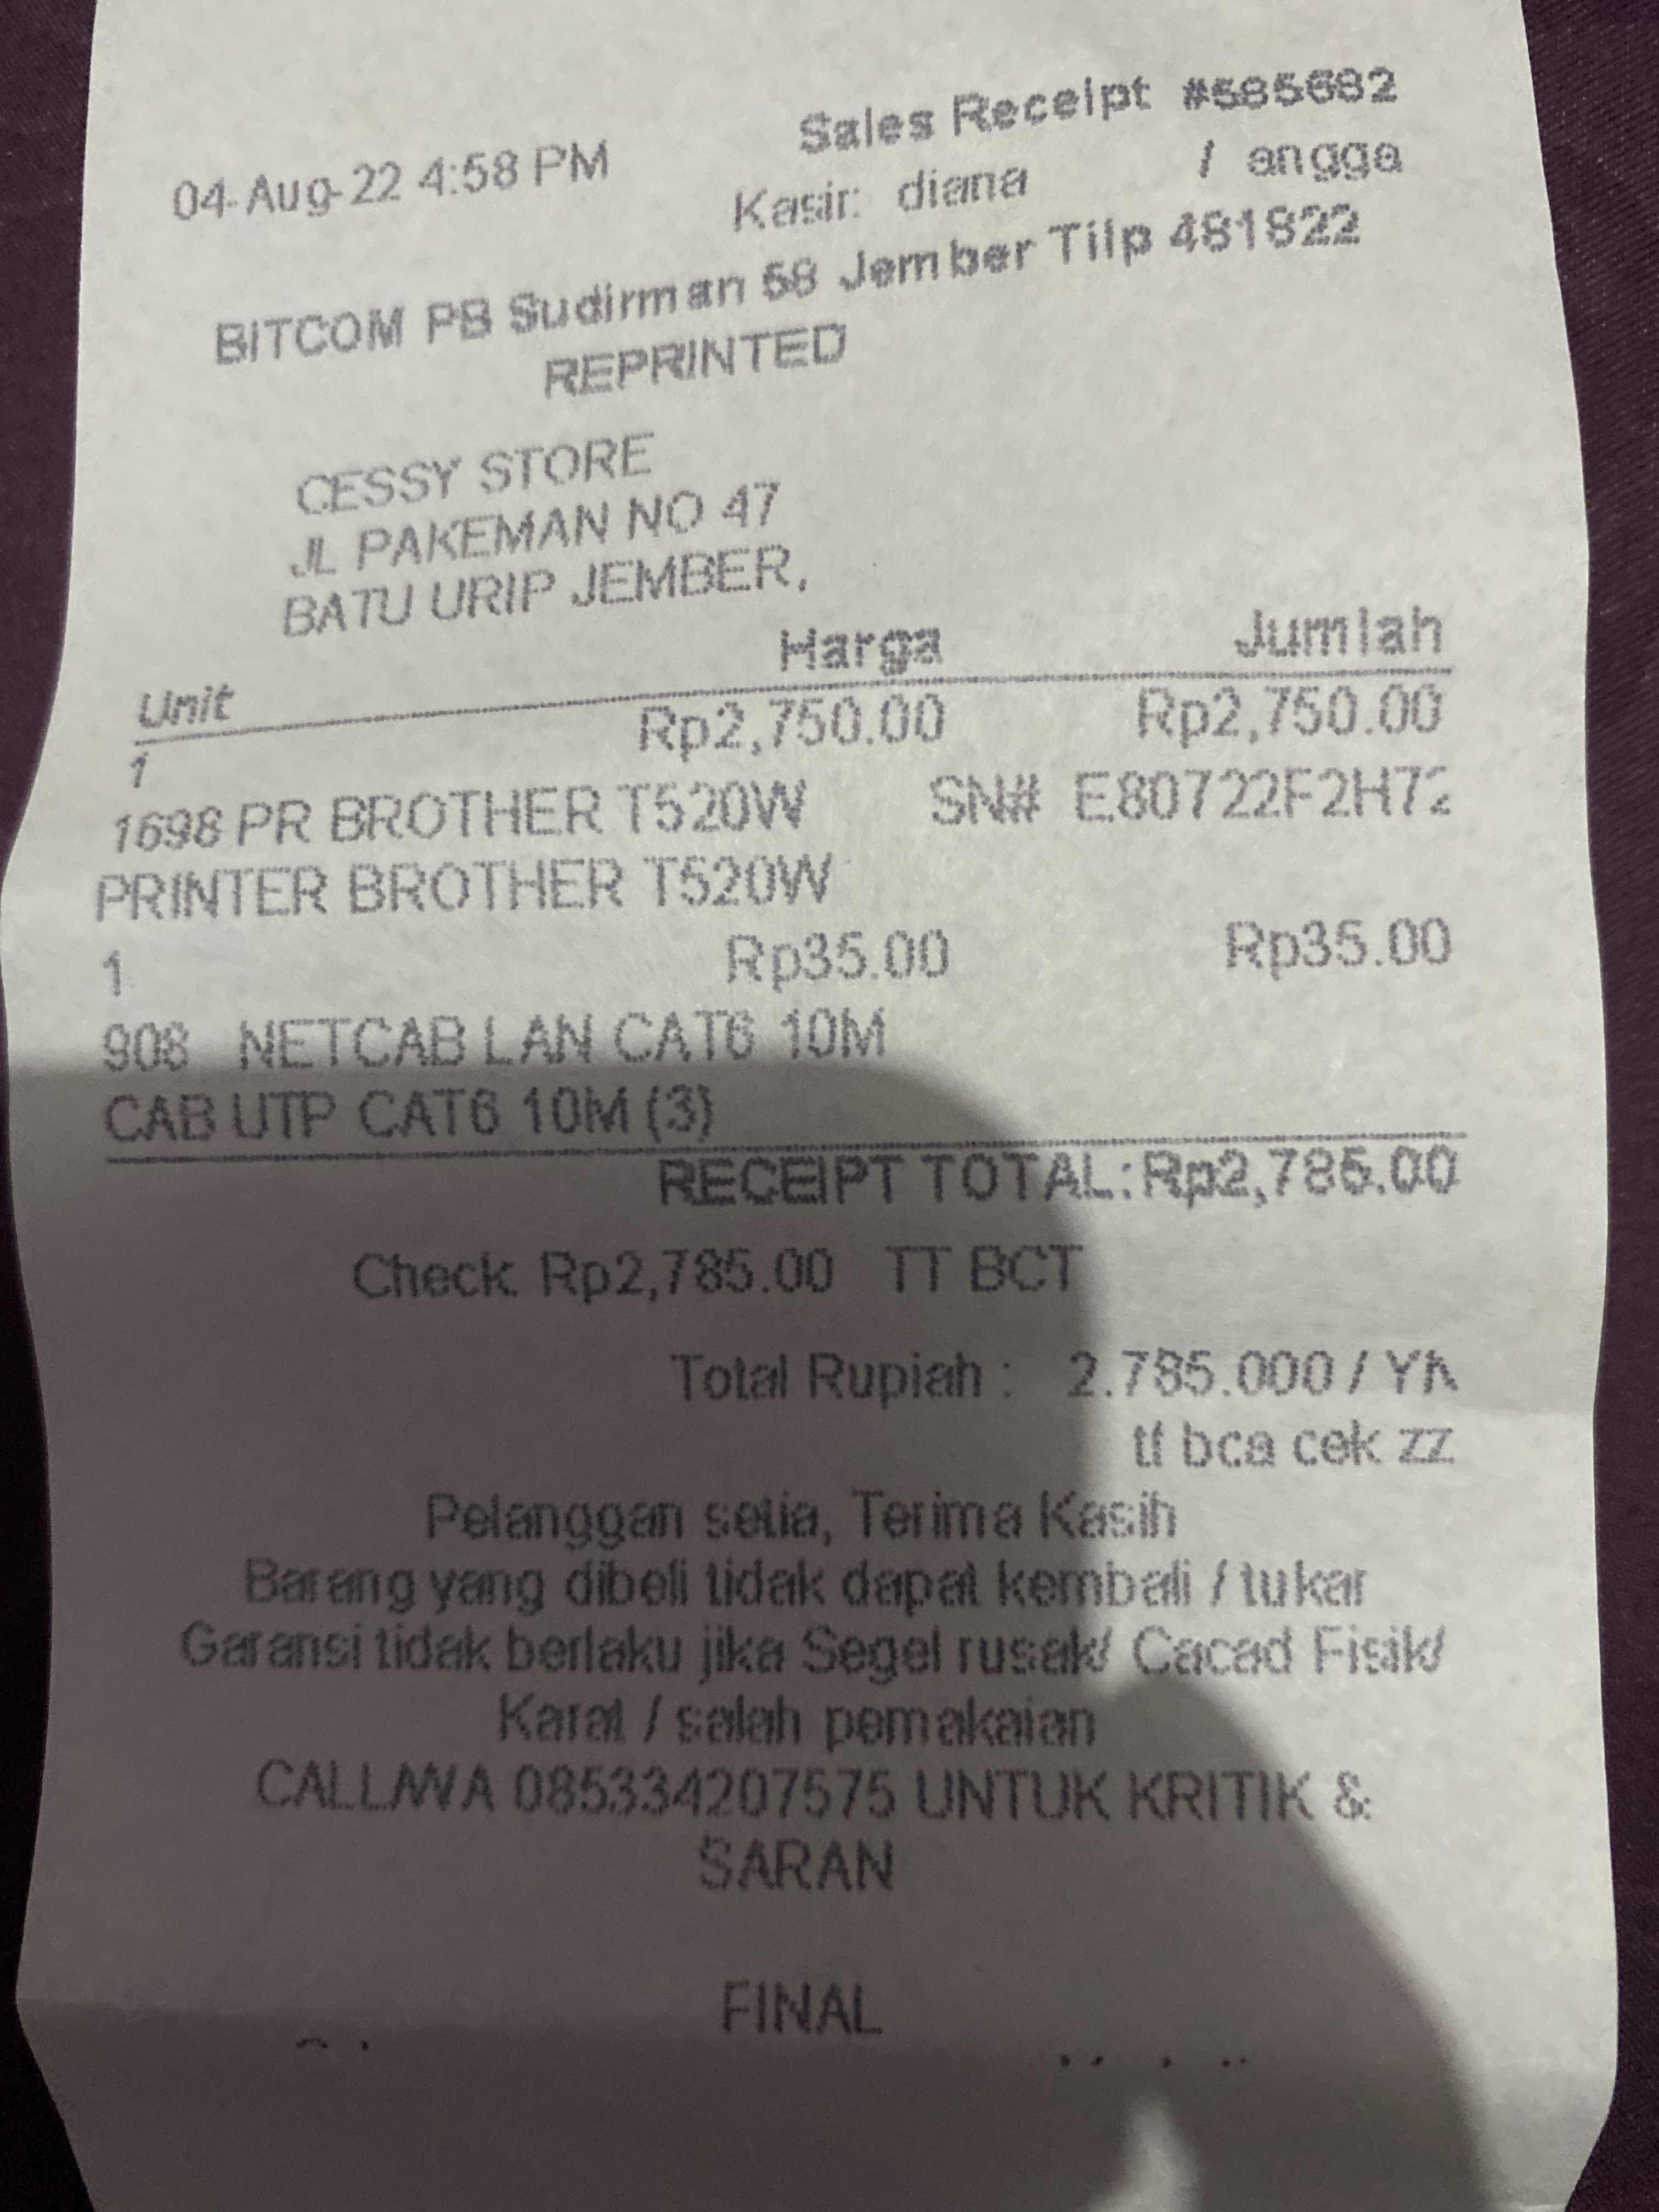 Sales Receipt #585682
04-Aug-22 4:58 PM
Kasir: diana / angga
BITCOM PB Sudirman 58 Jember Tilp 481822
REPRINTED
CESSY STORE
JL PAKEMAN NO 47
BATU URIP JEMBER,
Unit Harga Jumlah
1 Rp2,750.00 Rp2,750.00
1698 PR BROTHER T520W SN# E80722F2H72
PRINTER BROTHER T520W
1 Rp35.00 Rp35.00
908 NETCAB LAN CAT6 10M
CAB UTP CAT6 10M (3)
RECEIPT TOTAL: Rp2,785.00
Check: Rp2,785.00 TT BCT
Total Rupiah : 2.785.000 /
tf bca cek zz
Pelanggan setia, Terima Kasih
Barang yang dibeli tidak dapat kembali / tukar
Garansi tidak berlaku jika Segel rusak/ Cacad Fisik/
Karat / salah pemakaian
CALL/WA 085334207575 UNTUK KRITIK &
SARAN
FINAL